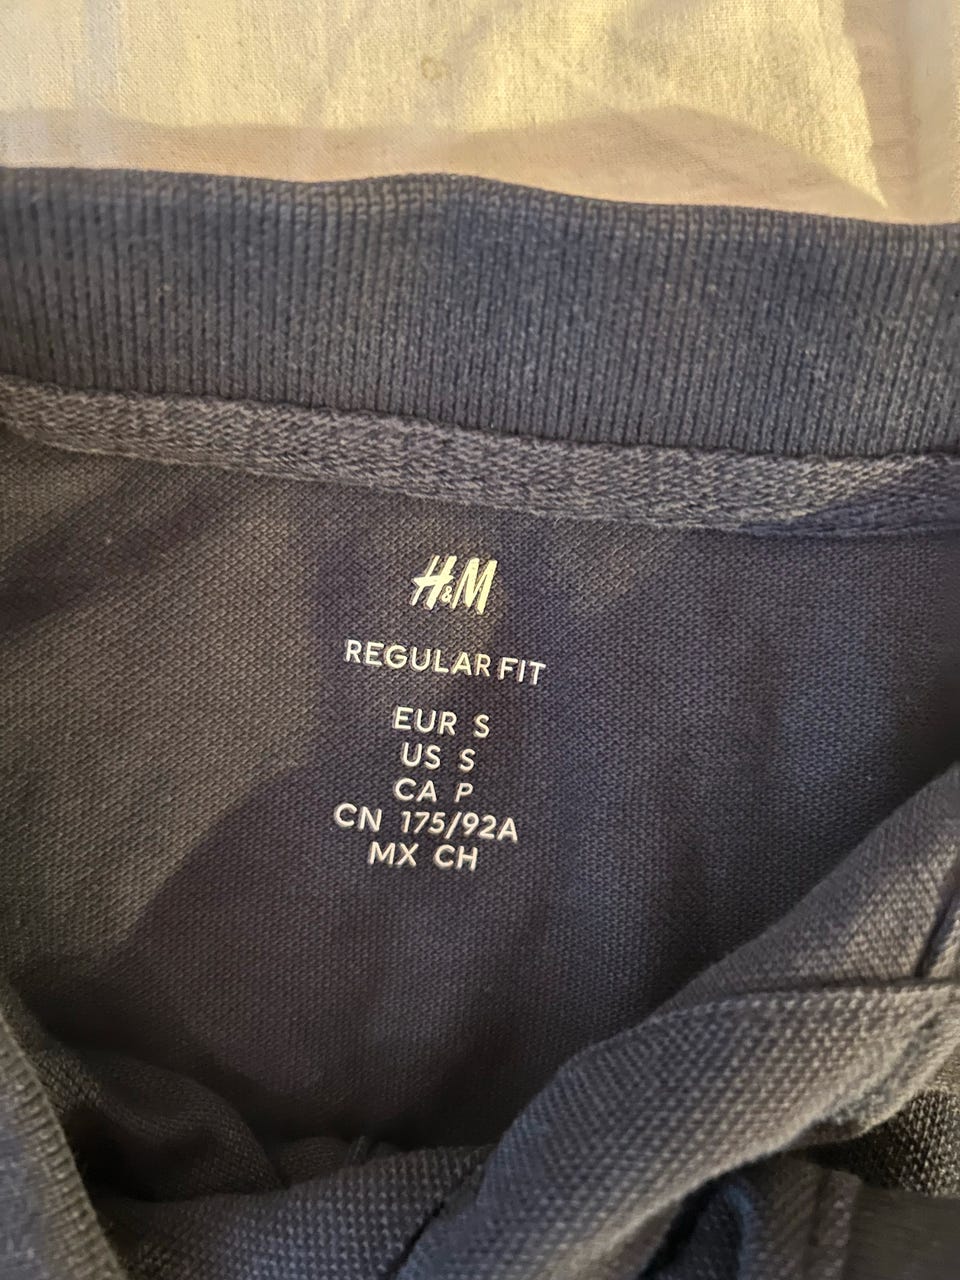 H&M
REGULAR FIT
EUR S
US S
CA P
CN 175/92A
MX CH